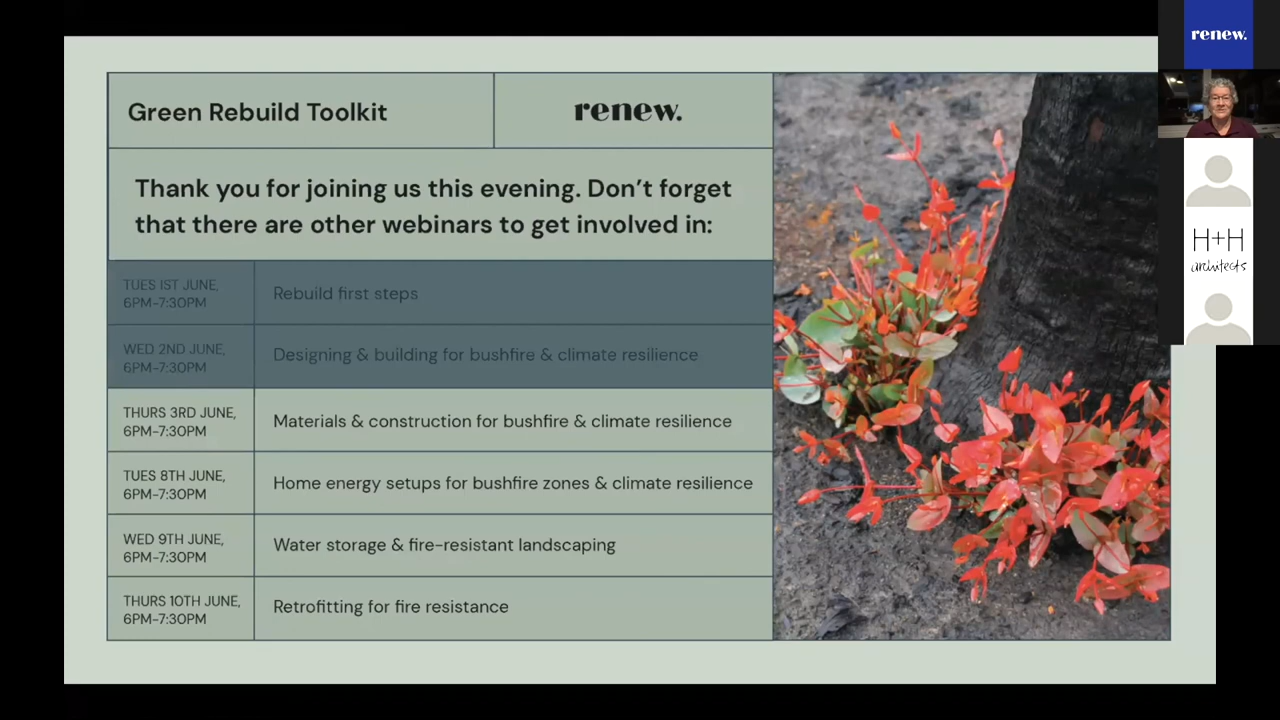 Green Rebuild Toolkit
renew.
Thank you for joining us this evening. Don't forget
that there are other webinars to get involved in:
TUES 1ST JUNE,
6PM-7:30PM
Rebuild first steps
WED 2ND JUNE,
6PM-7:30PM
Designing & building for bushfire & climate resilience
THURS 3RD JUNE,
6PM-7:30PM
Materials & construction for bushfire & climate resilience
TUES 8TH JUNE,
6PM-7:30PM
Home energy setups for bushfire zones & climate resilience
WED 9TH JUNE,
6PM-7:30PM
Water storage & fire-resistant landscaping
THURS 10TH JUNE,
6PM-7:30PM
Retrofitting for fire resistance
renew.
H+H
architects